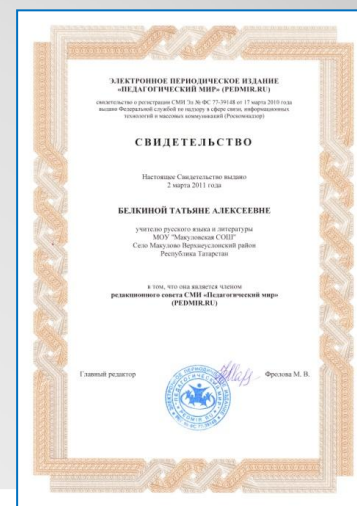 ЭЛЕКТРОННОЕ ПЕРИОДИЧЕСКОЕ ИЗДАНИЕ
«ПЕДАГОГИЧЕСКИЙ МИР» (PEDMIR.RU)
свидетельство о регистрации СМИ Эл № ФС 77-39148 от 17 марта 2010 года
выдано Федеральной службой по надзору в сфере связи, информационных
технологий и массовых коммуникаций (Роскомнадзор)
СВИДЕТЕЛЬСТВО
Настоящее Свидетельство выдано
2 марта 2011 года
БЕЛКИНОЙ ТАТЬЯНЕ АЛЕКСЕЕВНЕ
учителю русского языка и литературы
МОУ "Макуловская СОШ"
Село Макулово Верхнеуслонский район
Республика Татарстан
в том, что она является членом
редакционного совета СМИ «Педагогический мир»
(PEDMIR.RU)
Главный редактор
Фролова М. В.